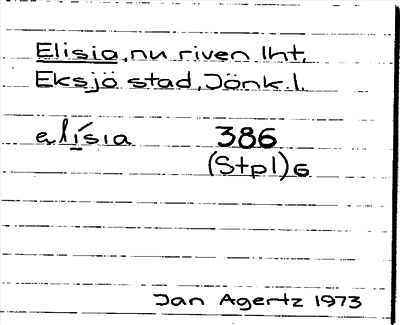 Elisia, nu riven lht,
Eksjö stad, Jönk. l.
elísia 386
(Stpl) G
Jan Agertz 1973